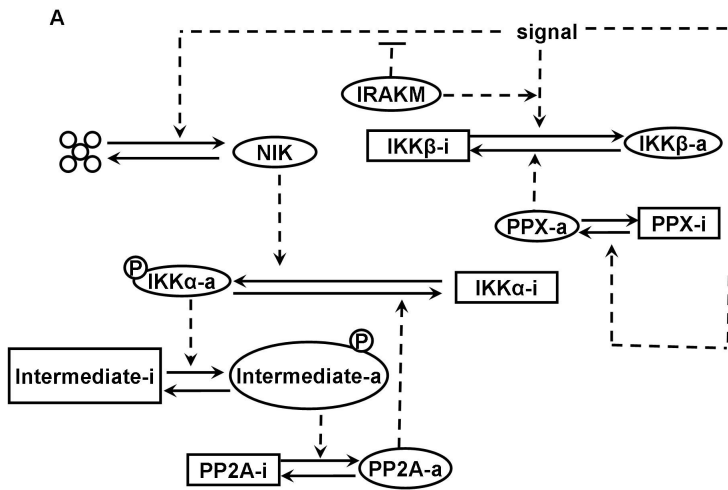 A
signal
IRAKM
IKKβ-i
IKKβ-a
NIK
PPX-a
PPX-i
P
IKKα-a
IKKα-i
P
Intermediate-i
Intermediate-a
PP2A-i
PP2A-a